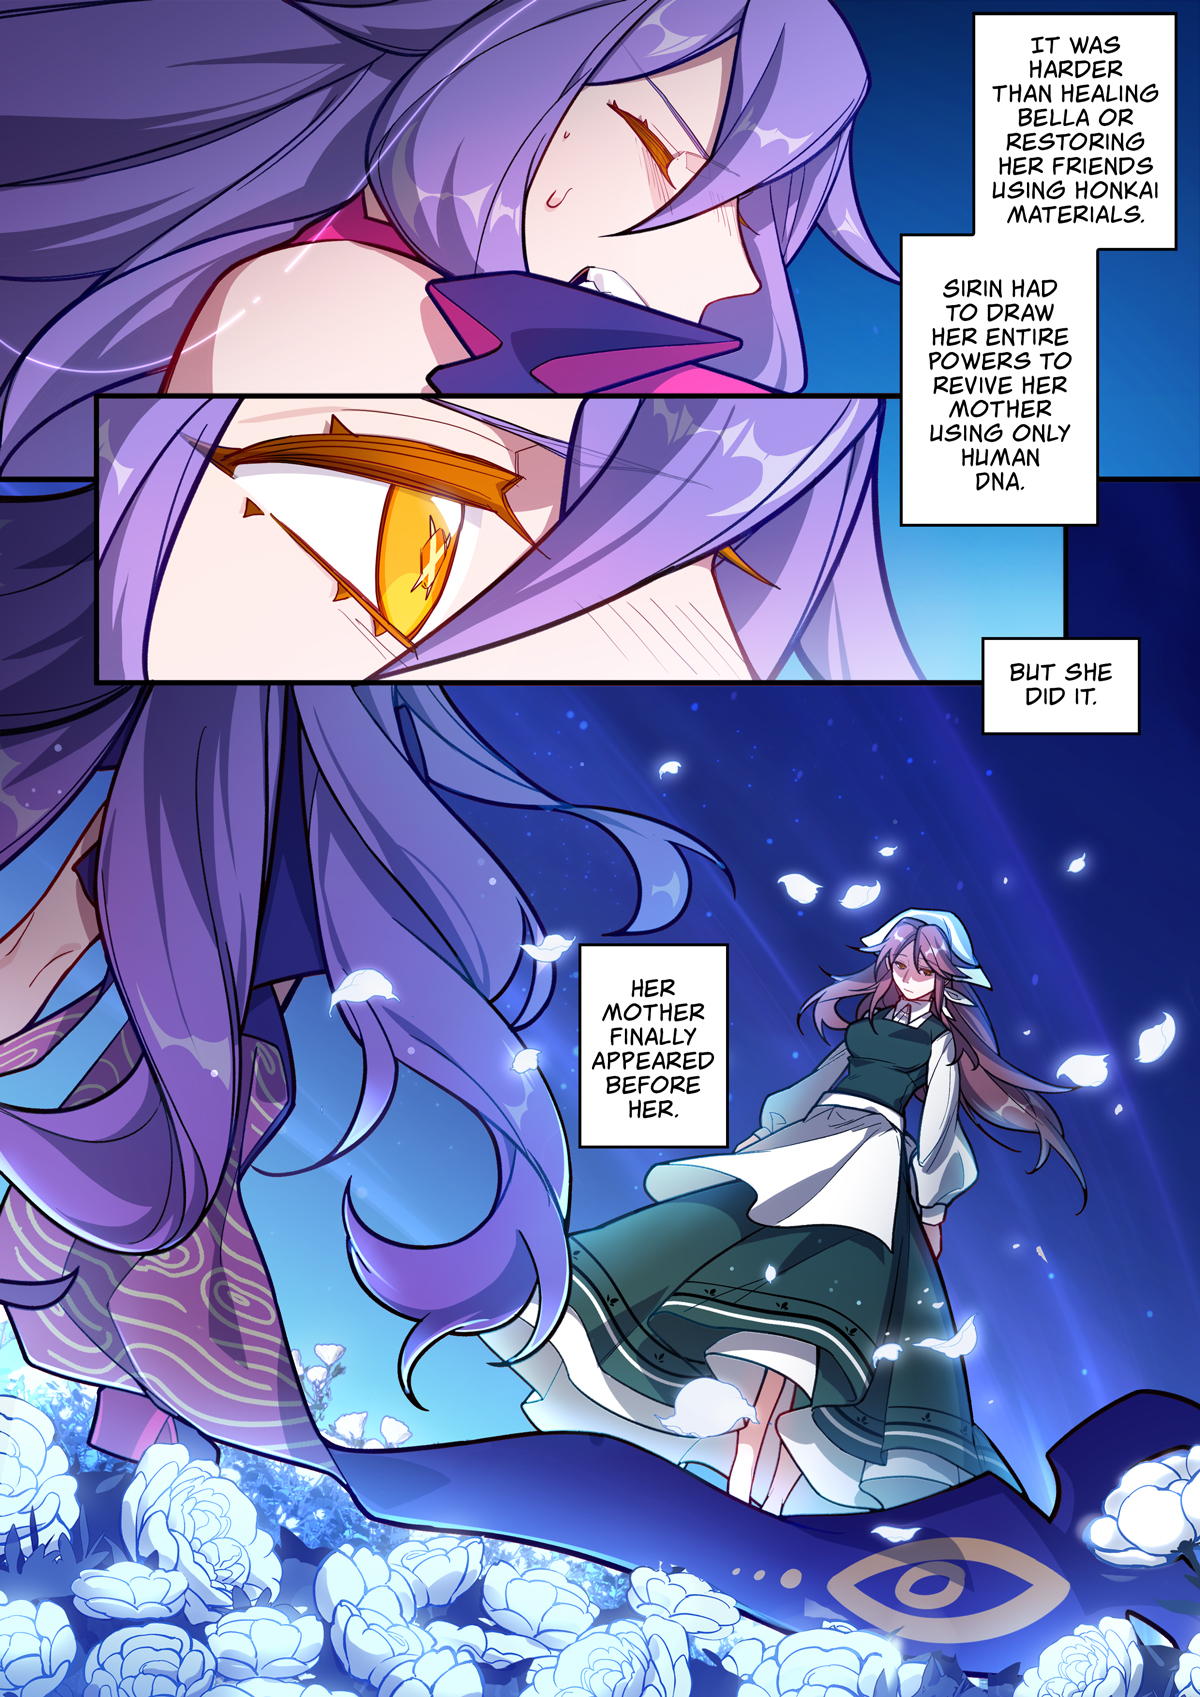 IT WAS
HARDER
THAN HEALING
BELLA OR
RESTORING
HER FRIENDS
USING HONKAI
MATERIALS.
SIRIN HAD
TO DRAW
HER ENTIRE
POWERS TO
REVIVE HER
MOTHER
USING ONLY
HUMAN
DNA.
BUT SHE
DID IT.
HER
MOTHER
FINALLY
APPEARED
BEFORE
HER.